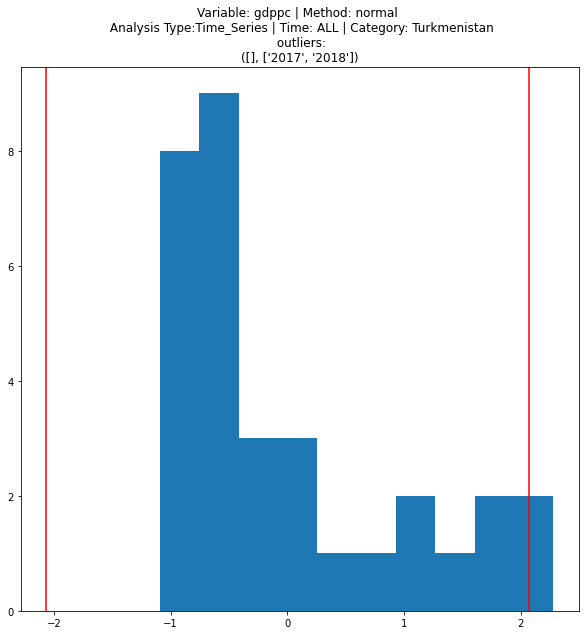 Variable: gdppc | Method: normal
Analysis Type:Time_Series | Time: ALL | Category: Turkmenistan
outliers:
([], ['2017', '2018'])
8
6
4
2
0
−2
−1
0
1
2